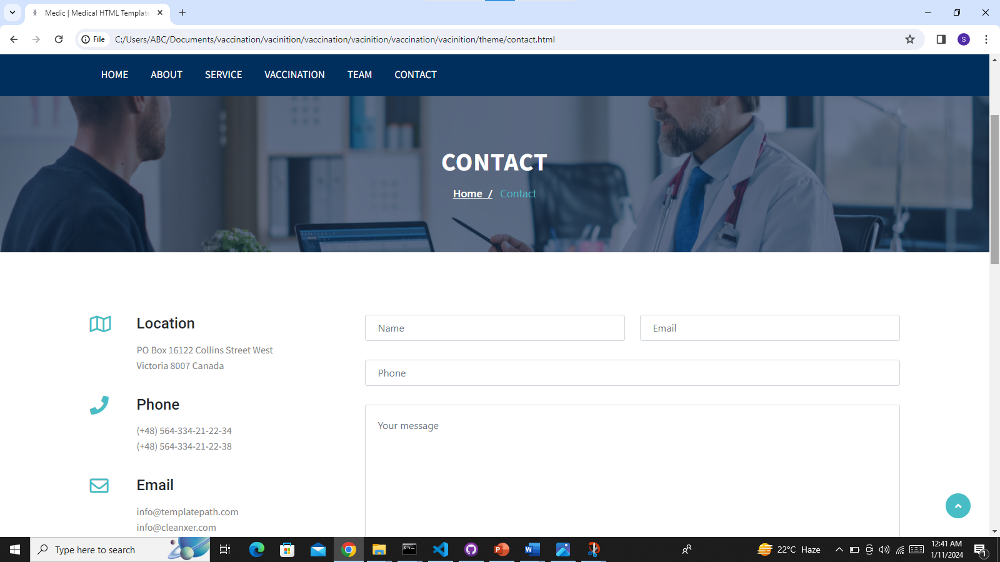 Medic | Medical HTML Template
File
C:/Users/ABC/Documents/vaccination/vacinition/vaccination/vacinition/vaccination/vacinition/theme/contact.html
S
HOME ABOUT SERVICE VACCINATION TEAM CONTACT
CONTACT
Home / Contact
Location
PO Box 16122 Collins Street West
Victoria 8007 Canada
Phone
(+48) 564-334-21-22-34
(+48) 564-334-21-22-38
Email
info@templatepath.com
info@cleanxer.com
Name
Email
Phone
Your message
Type here to search
22°C Haze
12:41 AM
1/11/2024
1